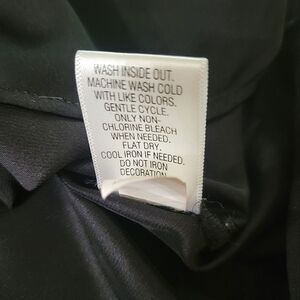 WASH INSIDE OUT.
MACHINE WASH COLD
WITH LIKE COLORS.
GENTLE CYCLE.
ONLY NON-
CHLORINE BLEACH
WHEN NEEDED.
FLAT DRY.
COOL IRON IF NEEDED.
DO NOT IRON
DECORATION